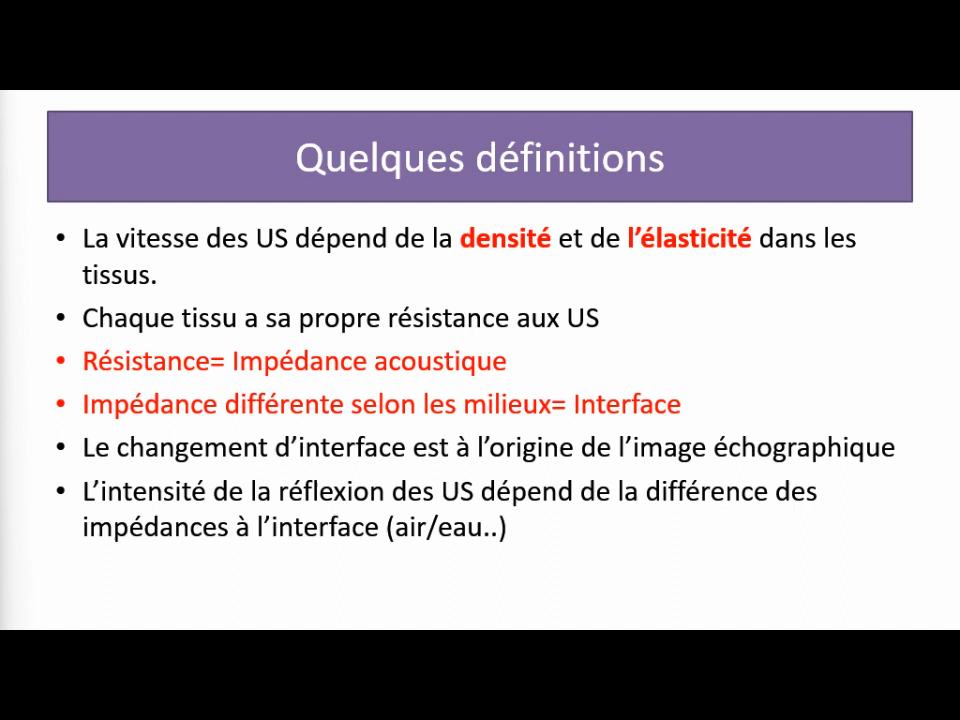 Quelques définitions
• La vitesse des US dépend de la densité et de l’élasticité dans les
tissus.
• Chaque tissu a sa propre résistance aux US
• Résistance= Impédance acoustique
• Impédance différente selon les milieux= Interface
• Le changement d’interface est à l’origine de l’image échographique
• L’intensité de la réflexion des US dépend de la différence des
impédances à l’interface (air/eau..)